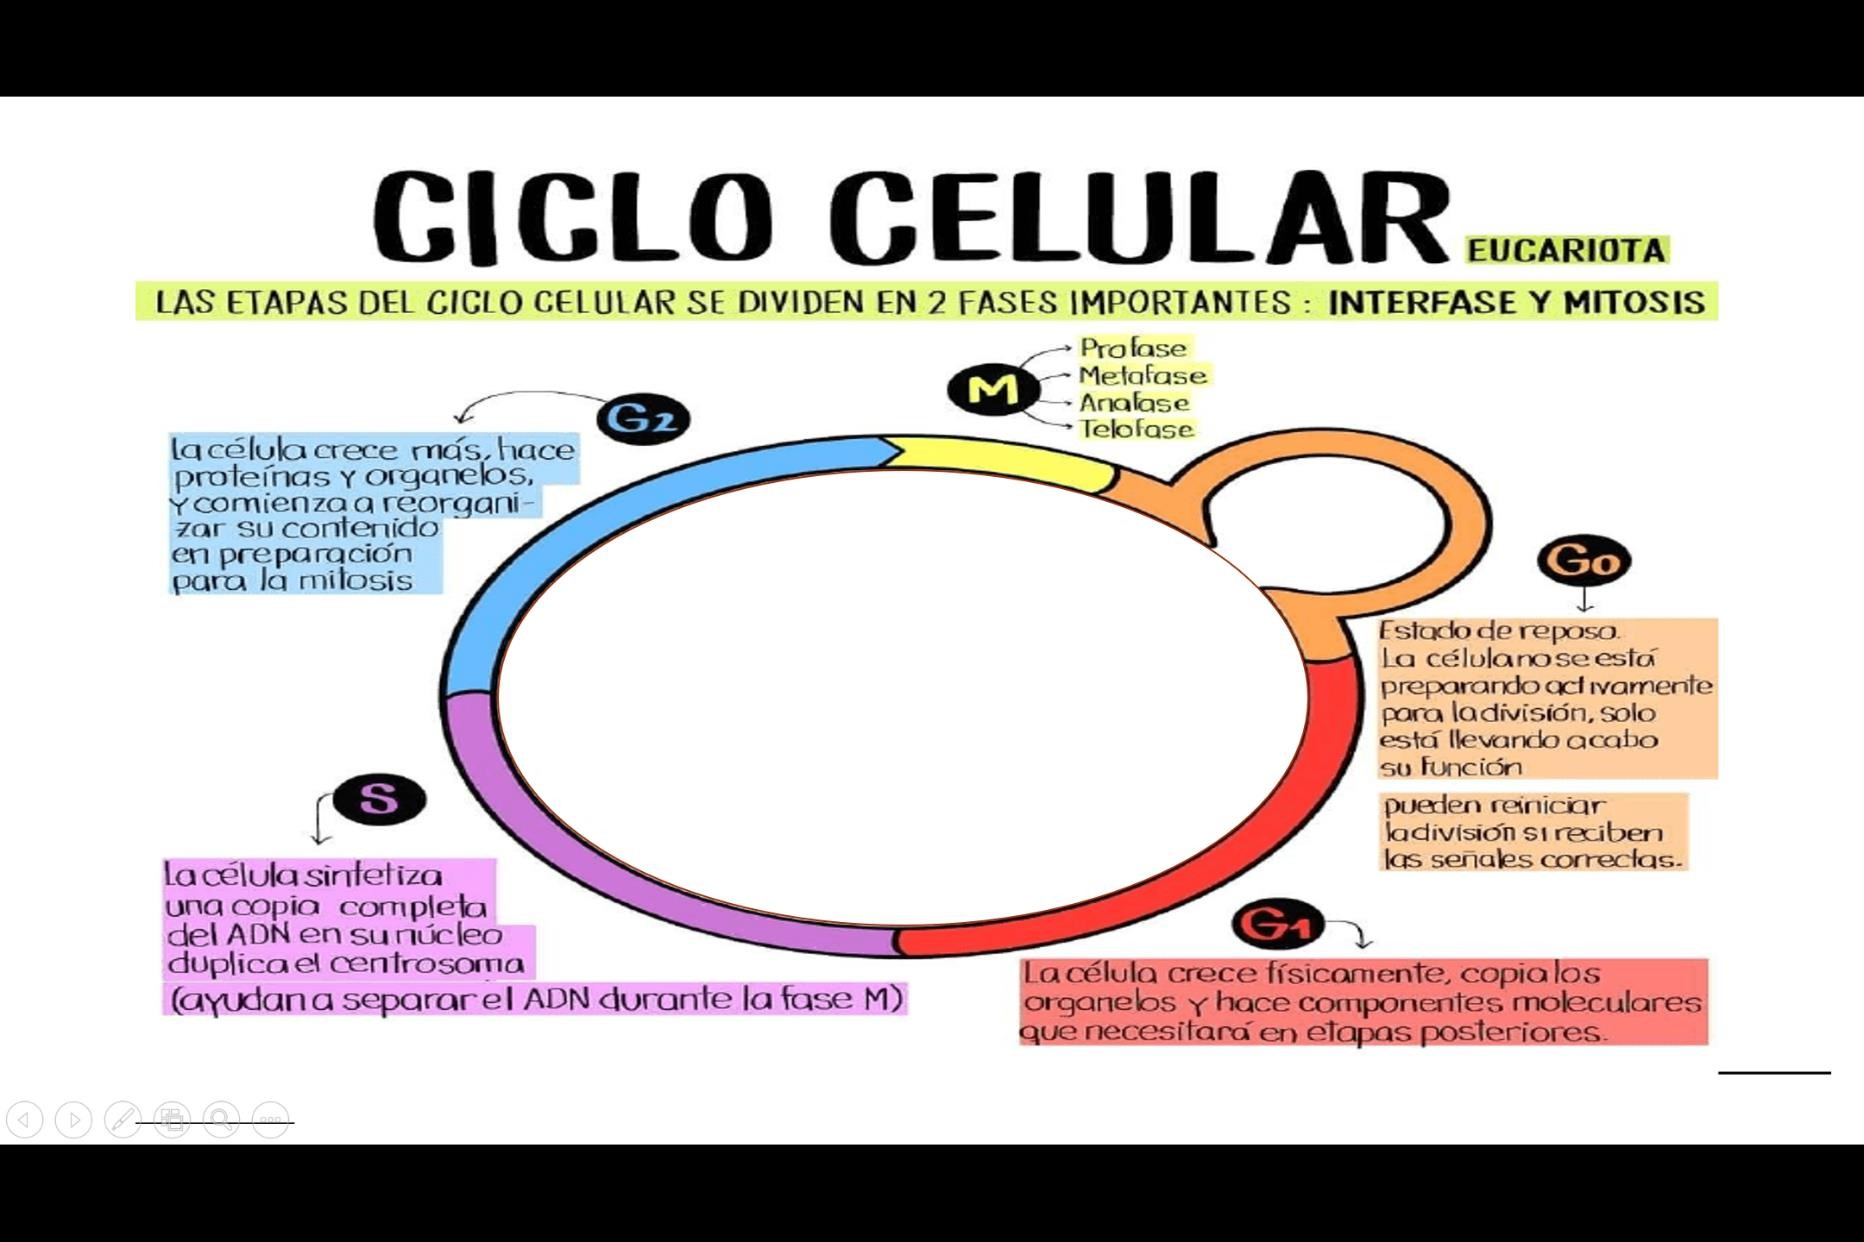 CICLO CELULAR EUCARIOTA
LAS ETAPAS DEL CICLO CELULAR SE DIVIDEN EN 2 FASES IMPORTANTES : INTERFASE Y MITOSIS
M
Profase
Metafase
Anafase
Telofase
G2
La célula crece más, hace
proteínas y organelos,
y comienza a reorgani-
zar su contenido
en preparación
para la mitosis
G0
Estado de reposo.
La célula no se está
preparando activamente
para la división, solo
está llevando a cabo
su función
pueden reiniciar
la división si reciben
las señales correctas.
S
La célula sintetiza
una copia completa
del ADN en su núcleo
duplica el centrosoma
(ayudan a separar el ADN durante la fase M)
G1
La célula crece físicamente, copia los
organelos y hace componentes moleculares
que necesitará en etapas posteriores.